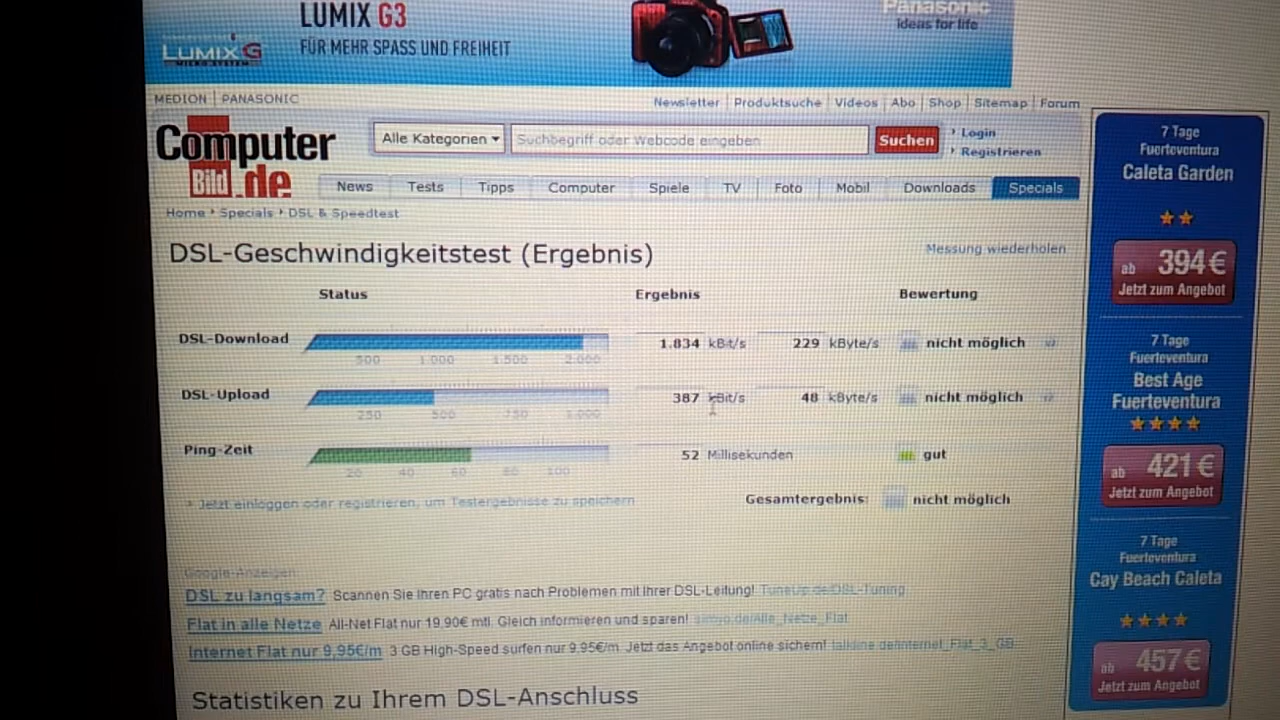 LUMIX G3
Panasonic
ideas for life
LUMIX G
FÜR MEHR SPASS UND FREIHEIT
MEDION | PANASONIC
Newsletter | Produktsuche | Videos | Abo | Shop | Sitemap | Forum
Computer
Bild.de
Alle Kategorien
Suchbegriff oder Webcode eingeben
Suchen
Login
Registrieren
News Tests Tipps Computer Spiele TV Foto Mobil Downloads Specials
Home Specials DSL & Speedtest
DSL-Geschwindigkeitstest (Ergebnis)
Messung wiederholen
Status Ergebnis Bewertung
DSL-Download 1.834 kBit/s 229 kByte/s nicht möglich
500 1.000 1.500 2.000
DSL-Upload 387 kBit/s 48 kByte/s nicht möglich
250 500 750 1.000
Ping-Zeit 52 Millisekunden gut
20 40 60 80 100
Jetzt einloggen oder registrieren, um Testergebnisse zu speichern
Gesamtergebnis: nicht möglich
Google-Anzeigen:
DSL zu langsam? Scannen Sie Ihren PC gratis nach Problemen mit Ihrer DSL-Leitung! TuneUp.de/DSL-Tuning
Flat in alle Netze All-Net Flat nur 19,90€ mtl. Gleich informieren und sparen! simyo.de/Alle_Netze_Flat
Internet Flat nur 9,95€/m 3 GB High-Speed surfen nur 9,95€/m. Jetzt das Angebot online sichern! talkline.de/Internet_Flat_3_GB
Statistiken zu Ihrem DSL-Anschluss
7 Tage
Fuerteventura
Caleta Garden
ab 394€
Jetzt zum Angebot
7 Tage
Fuerteventura
Best Age
Fuerteventura
ab 421€
Jetzt zum Angebot
7 Tage
Fuerteventura
Cay Beach Caleta
ab 457€
Jetzt zum Angebot